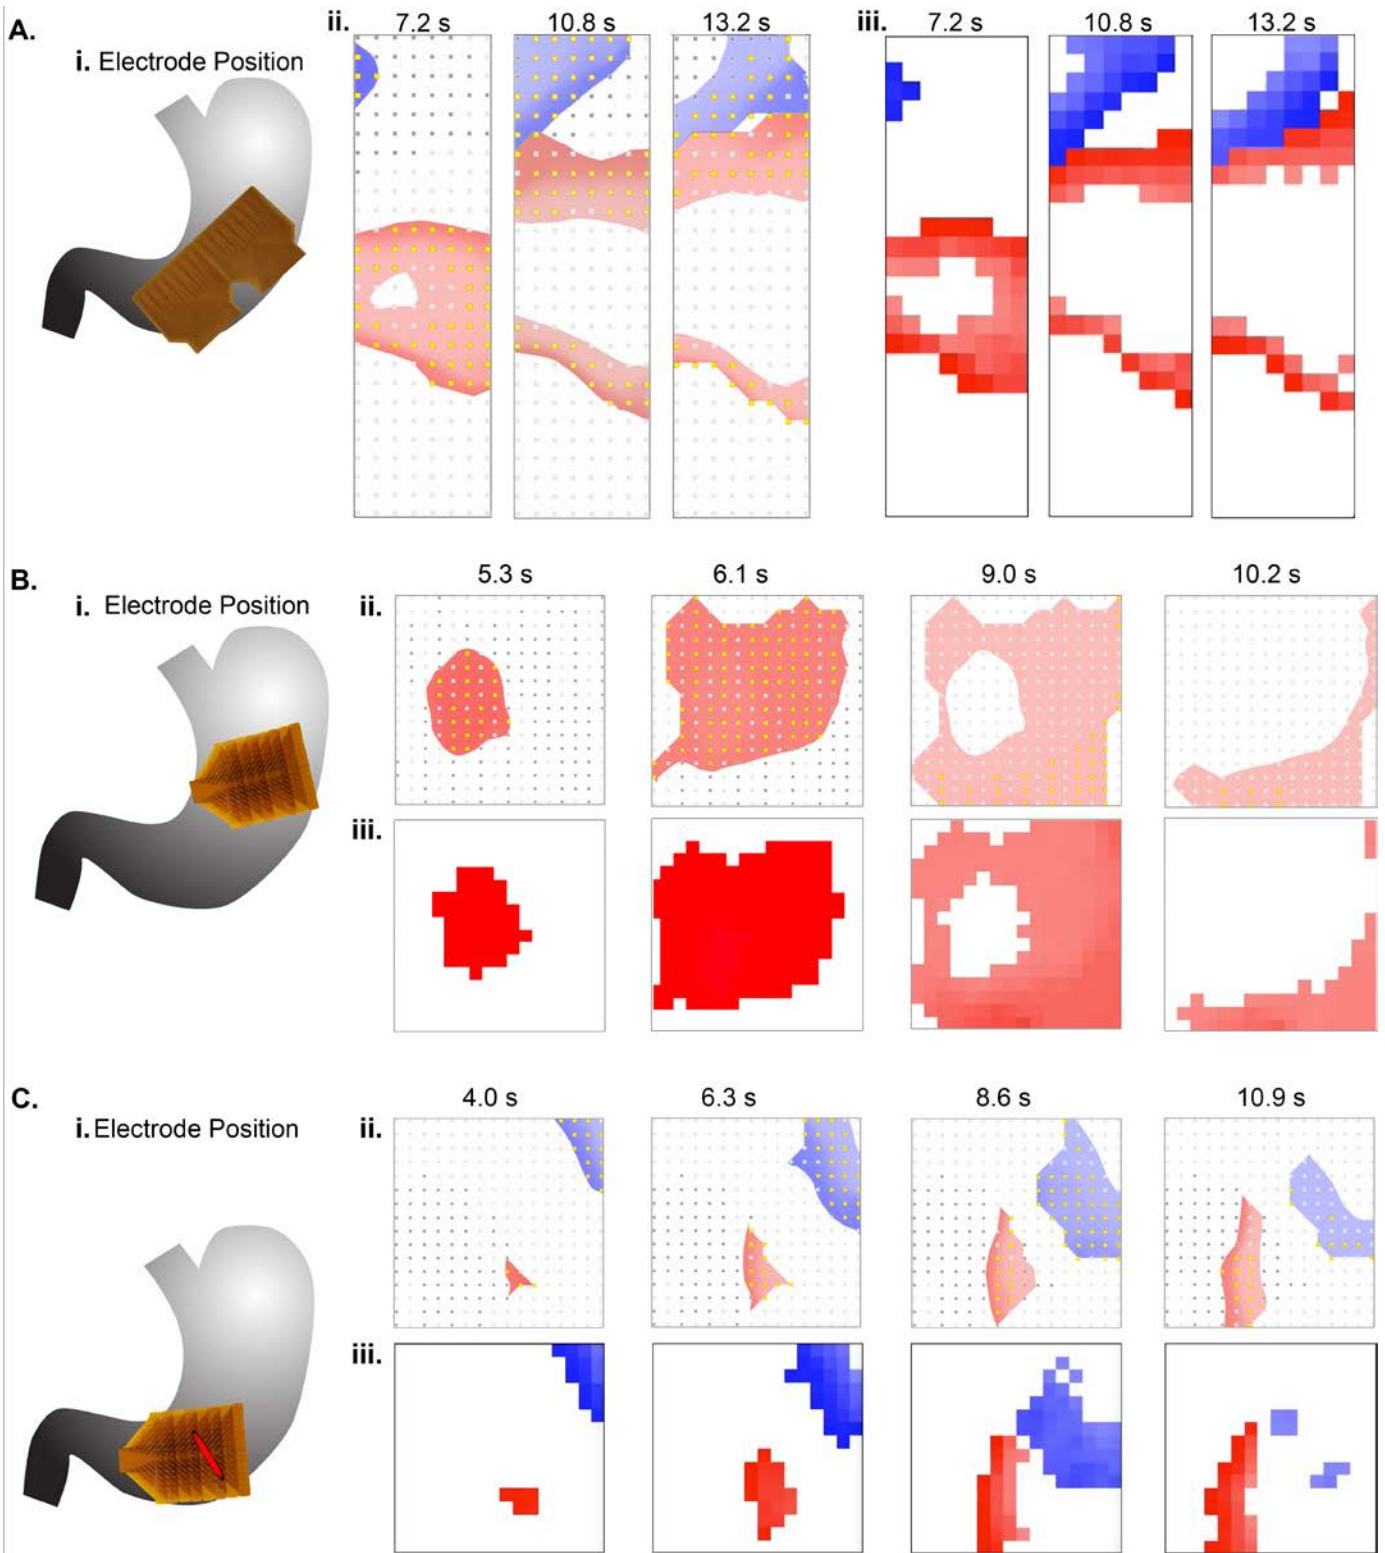 A.
i. Electrode Position
ii. 7.2 s 10.8 s 13.2 s
iii. 7.2 s 10.8 s 13.2 s
B.
i. Electrode Position
5.3 s 6.1 s 9.0 s 10.2 s
ii.
iii.
C.
i. Electrode Position
4.0 s 6.3 s 8.6 s 10.9 s
ii.
iii.